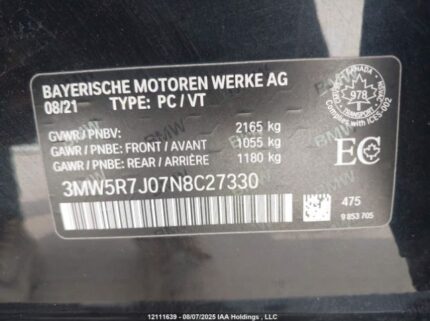 BAYERISCHE MOTOREN WERKE AG
08/21 TYPE: PC / VT
GVWR / PNBV: 2165 kg
GAWR / PNBE: FRONT / AVANT 1055 kg
GAWR / PNBE: REAR / ARRIÈRE 1180 kg
3MW5R7J07N8C27330
CANADA
978
TRANSPORT
EC
475
9 853 705
12111639 - 08/07/2025 IAA Holdings , LLC